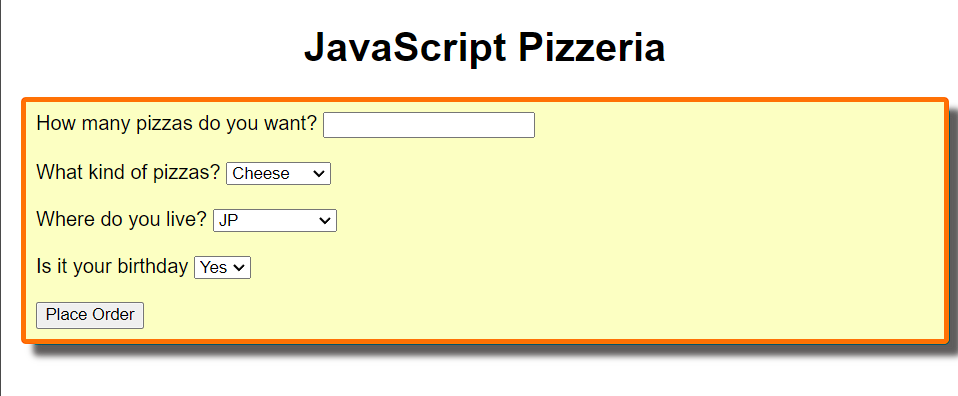 JavaScript Pizzeria
How many pizzas do you want?
What kind of pizzas? Cheese
Where do you live? JP
Is it your birthday Yes
Place Order